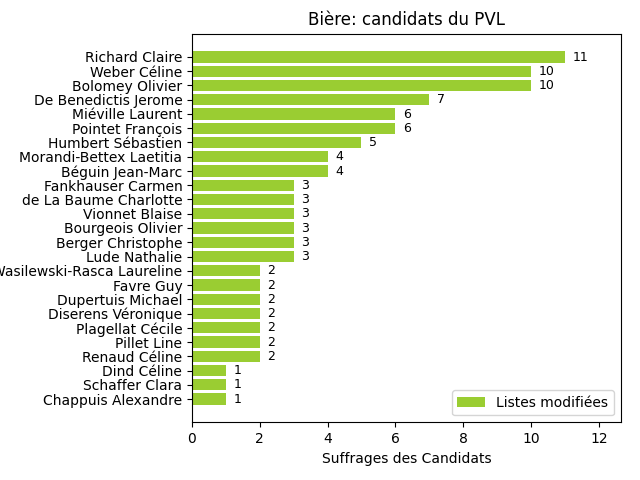 Bière: candidats du PVL
Richard Claire 11
Weber Céline 10
Bolomey Olivier 10
De Benedictis Jerome 7
Miéville Laurent 6
Pointet François 6
Humbert Sébastien 5
Morandi-Bettex Laetitia 4
Béguin Jean-Marc 4
Fankhauser Carmen 3
de La Baume Charlotte 3
Vionnet Blaise 3
Bourgeois Olivier 3
Berger Christophe 3
Lude Nathalie 3
Wasilewski-Rasca Laureline 2
Favre Guy 2
Dupertuis Michael 2
Diserens Véronique 2
Plagellat Cécile 2
Pillet Line 2
Renaud Céline 2
Dind Céline 1
Schaffer Clara 1
Chappuis Alexandre 1
Listes modifiées
0 2 4 6 8 10 12
Suffrages des Candidats